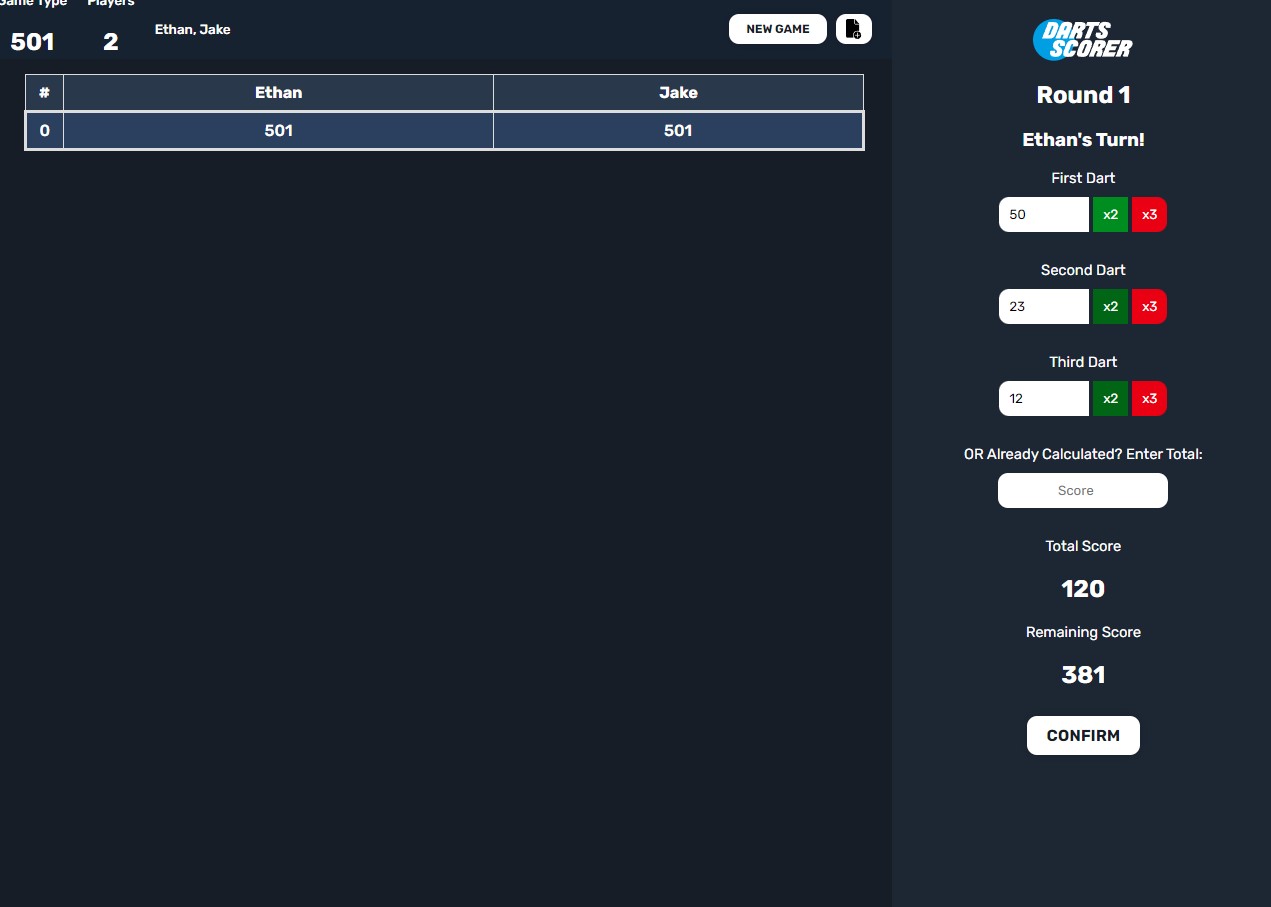 Game Type
Players
501
2
Ethan, Jake
NEW GAME
# Ethan Jake
0 501 501
DARTS
SCORER
Round 1
Ethan's Turn!
First Dart
50 x2 x3
Second Dart
23 x2 x3
Third Dart
12 x2 x3
OR Already Calculated? Enter Total:
Score
Total Score
120
Remaining Score
381
CONFIRM